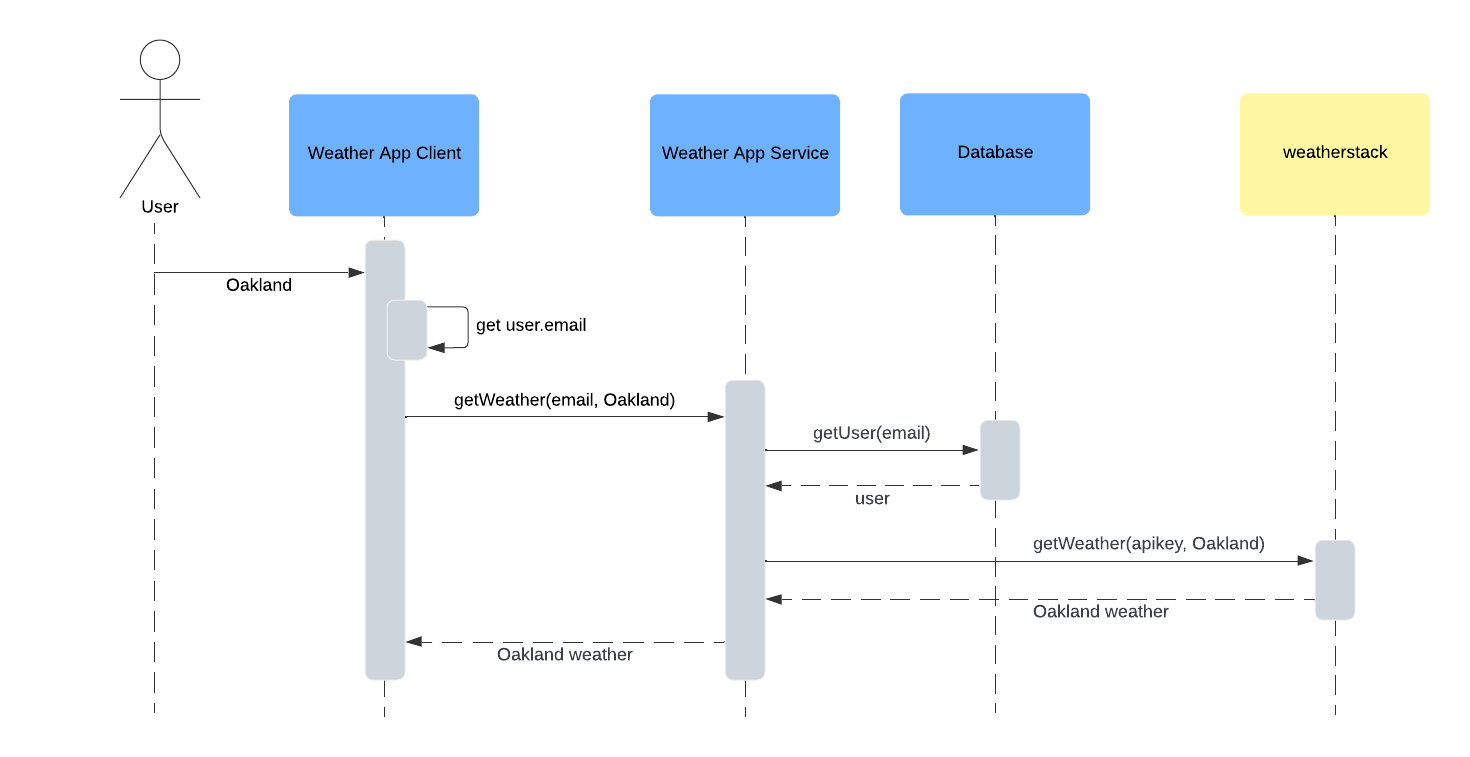 User
Weather App Client
Weather App Service
Database
weatherstack
Oakland
get user.email
getWeather(email, Oakland)
getUser(email)
user
getWeather(apikey, Oakland)
Oakland weather
Oakland weather